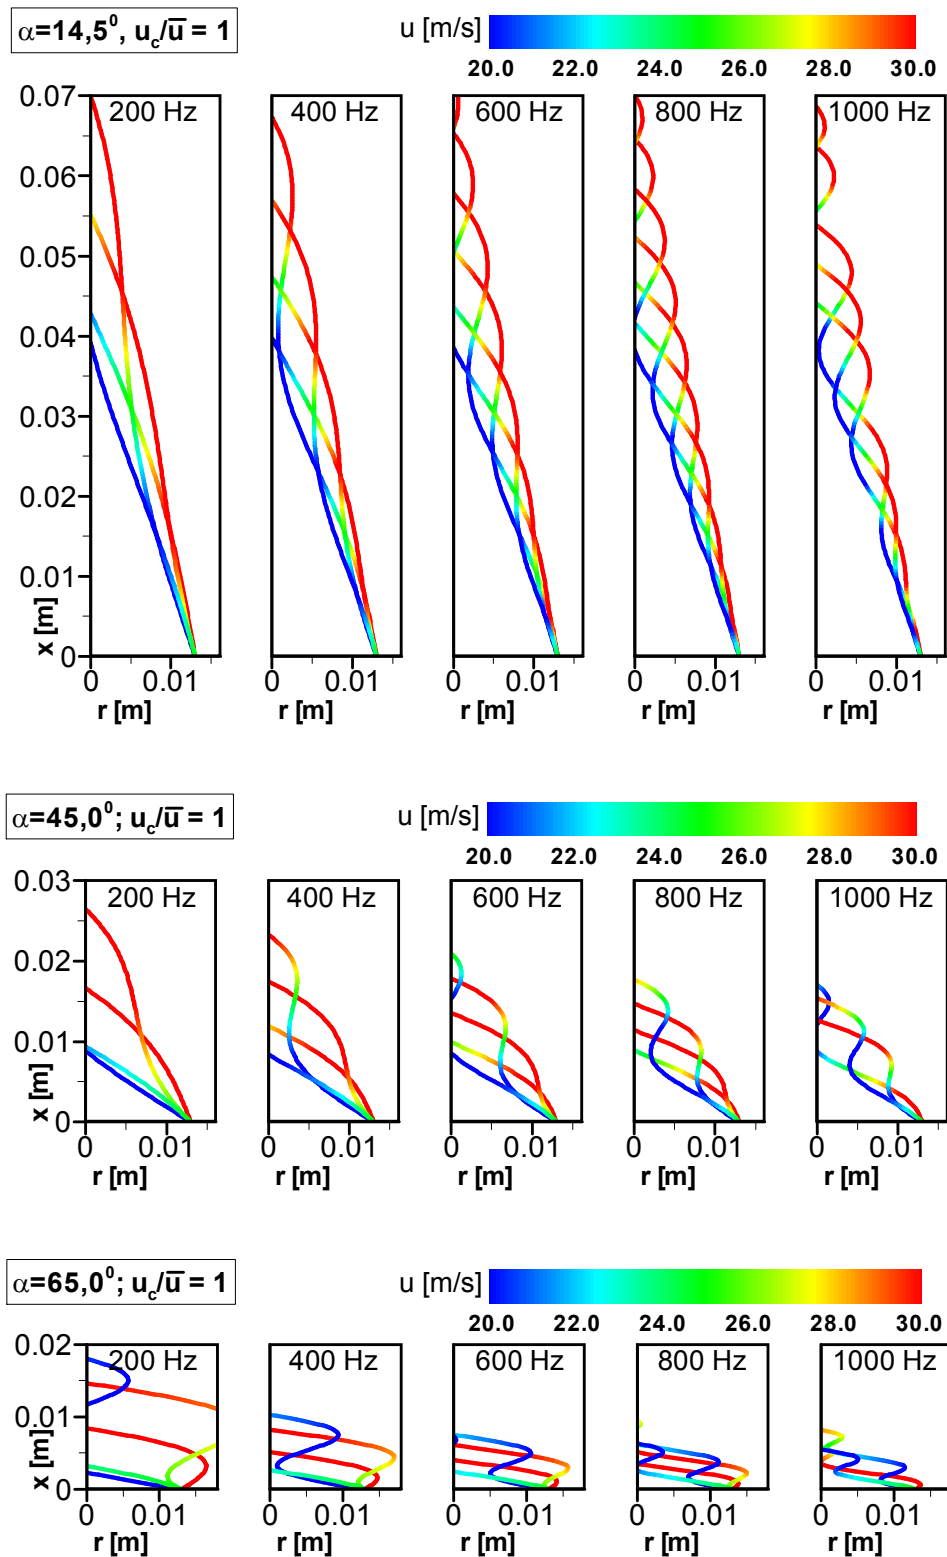 α=14,5⁰, u_c/u̅ = 1
u [m/s]
20.0 22.0 24.0 26.0 28.0 30.0
200 Hz 400 Hz 600 Hz 800 Hz 1000 Hz
0.07
0.06
0.05
0.04
0.03
0.02
0.01
0
x [m]
0 0.01 0 0.01 0 0.01 0 0.01 0 0.01
r [m] r [m] r [m] r [m] r [m]
α=45,0⁰; u_c/u̅ = 1
u [m/s]
20.0 22.0 24.0 26.0 28.0 30.0
200 Hz 400 Hz 600 Hz 800 Hz 1000 Hz
0.03
0.02
0.01
0
x [m]
0 0.01 0 0.01 0 0.01 0 0.01 0 0.01
r [m] r [m] r [m] r [m] r [m]
α=65,0⁰; u_c/u̅ = 1
u [m/s]
20.0 22.0 24.0 26.0 28.0 30.0
200 Hz 400 Hz 600 Hz 800 Hz 1000 Hz
0.02
0.01
0
x [m]
0 0.01 0 0.01 0 0.01 0 0.01 0 0.01
r [m] r [m] r [m] r [m] r [m]